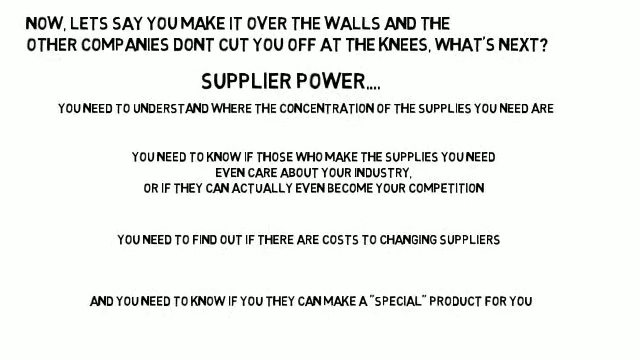 NOW, LETS SAY YOU MAKE IT OVER THE WALLS AND THE
OTHER COMPANIES DONT CUT YOU OFF AT THE KNEES, WHAT'S NEXT?
SUPPLIER POWER....
YOU NEED TO UNDERSTAND WHERE THE CONCENTRATION OF THE SUPPLIES YOU NEED ARE
YOU NEED TO KNOW IF THOSE WHO MAKE THE SUPPLIES YOU NEED
EVEN CARE ABOUT YOUR INDUSTRY,
OR IF THEY CAN ACTUALLY EVEN BECOME YOUR COMPETITION
YOU NEED TO FIND OUT IF THERE ARE COSTS TO CHANGING SUPPLIERS
AND YOU NEED TO KNOW IF YOU THEY CAN MAKE A "SPECIAL" PRODUCT FOR YOU